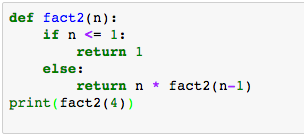 def fact2(n):
    if n <= 1:
        return 1
    else:
        return n * fact2(n-1)
print(fact2(4))